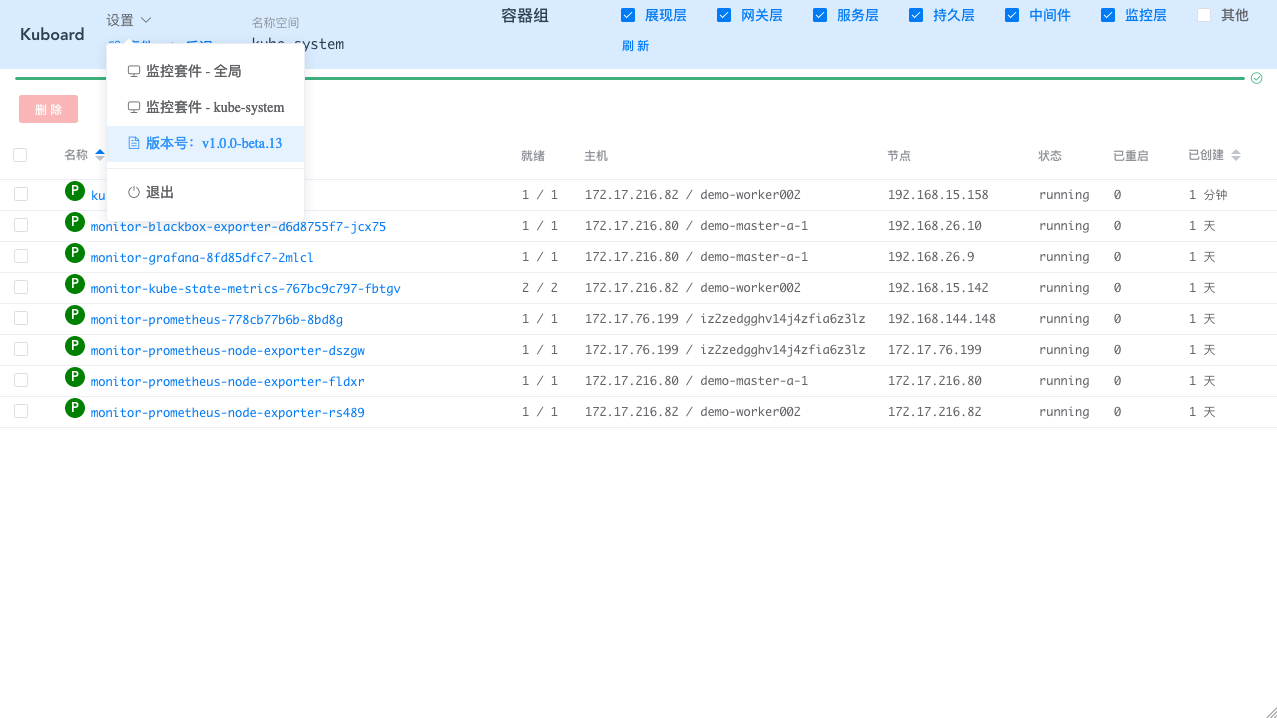 Kuboard
设置
名称空间
kube-system
容器组
展现层 网关层 服务层 持久层 中间件 监控层 其他
刷新
监控套件 - 全局
监控套件 - kube-system
版本号：v1.0.0-beta.13
退出
删除
名称 就绪 主机 节点 状态 已重启 已创建
P ku 1 / 1 172.17.216.82 / demo-worker002 192.168.15.158 running 0 1 分钟
P monitor-blackbox-exporter-d6d8755f7-jcx75 1 / 1 172.17.216.80 / demo-master-a-1 192.168.26.10 running 0 1 天
P monitor-grafana-8fd85dfc7-2mlcl 1 / 1 172.17.216.80 / demo-master-a-1 192.168.26.9 running 0 1 天
P monitor-kube-state-metrics-767bc9c797-fbtgv 2 / 2 172.17.216.82 / demo-worker002 192.168.15.142 running 0 1 天
P monitor-prometheus-778cb77b6b-8bd8g 1 / 1 172.17.76.199 / iz2zedgghv14j4zfia6z3lz 192.168.144.148 running 0 1 天
P monitor-prometheus-node-exporter-dszgw 1 / 1 172.17.76.199 / iz2zedgghv14j4zfia6z3lz 172.17.76.199 running 0 1 天
P monitor-prometheus-node-exporter-fldxr 1 / 1 172.17.216.80 / demo-master-a-1 172.17.216.80 running 0 1 天
P monitor-prometheus-node-exporter-rs489 1 / 1 172.17.216.82 / demo-worker002 172.17.216.82 running 0 1 天